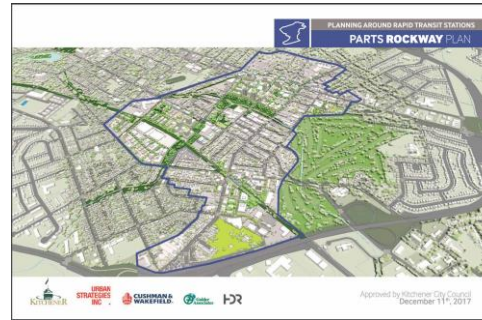 PLANNING AROUND RAPID TRANSIT STATIONS
PARTS ROCKWAY PLAN
KITCHENER
URBAN
STRATEGIES
INC
CUSHMAN &
WAKEFIELD
HDR
Approved by Kitchener City Council
December 11th, 2017